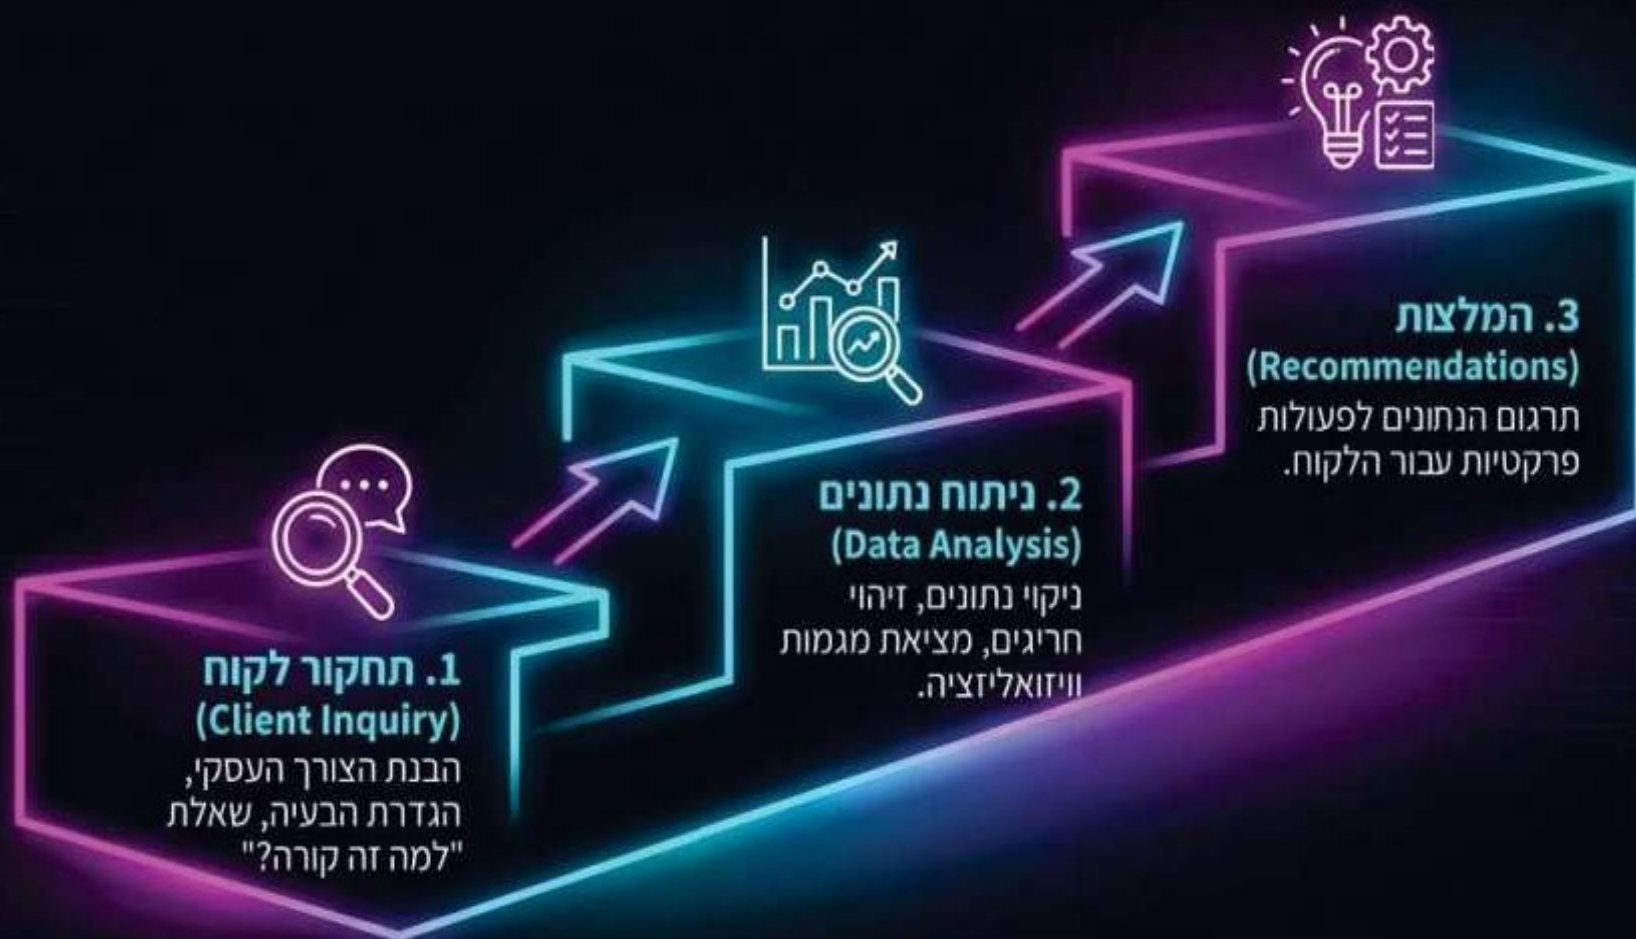 1. תחקור לקוח
(Client Inquiry)
הבנת הצורך העסקי,
הגדרת הבעיה, שאלת
"למה זה קורה?"
2. ניתוח נתונים
(Data Analysis)
ניקוי נתונים, זיהוי
חריגים, מציאת מגמות
וויזואליזציה.
3. המלצות
(Recommendations)
תרגום הנתונים לפעולות
פרקטיות עבור הלקוח.